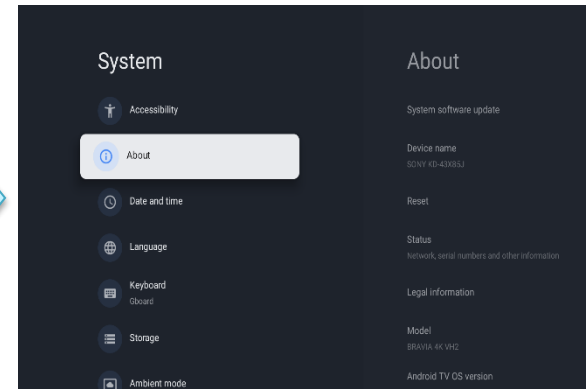 System
Accessibility
About
Date and time
Language
Keyboard
Gboard
Storage
Ambient mode
About
System software update
Device name
SONY KD-43X85J
Reset
Status
Network, serial numbers and other information
Legal information
Model
BRAVIA 4K VH2
Android TV OS version